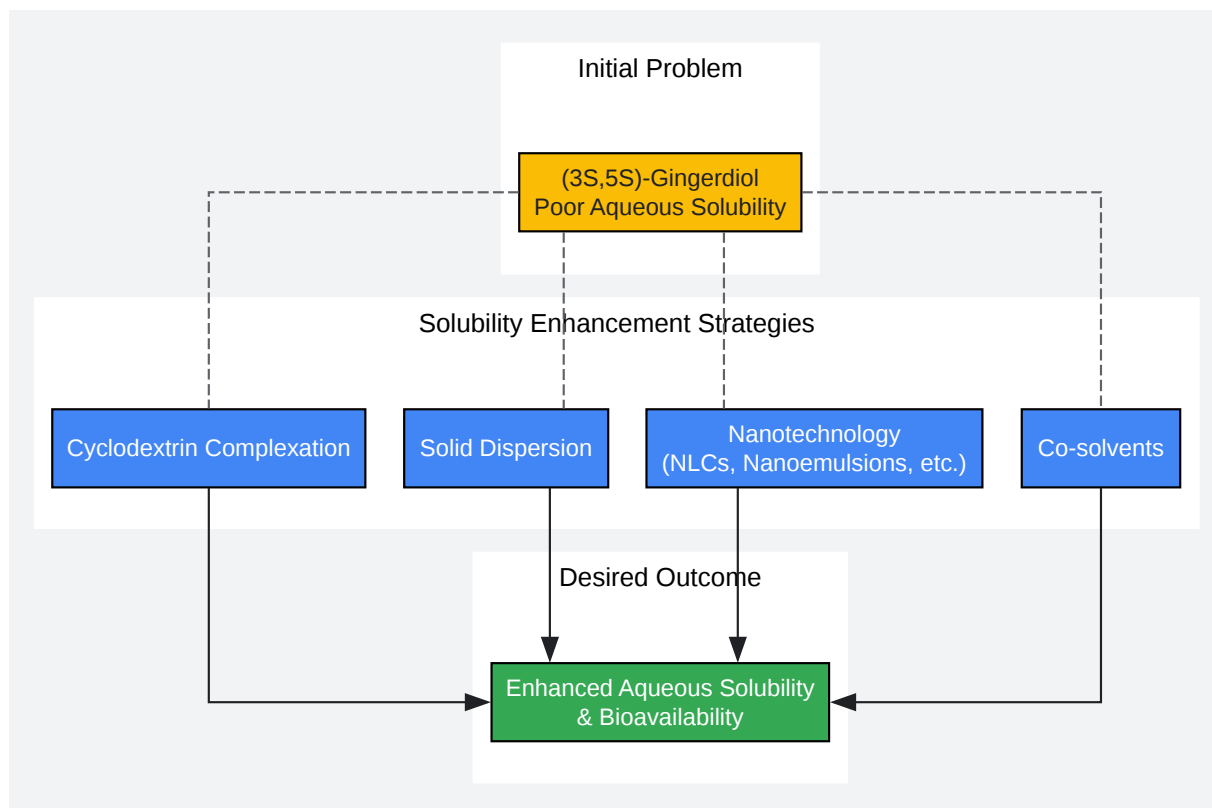 Initial Problem
(3S,5S)-Gingerdiol
Poor Aqueous Solubility
Solubility Enhancement Strategies
Cyclodextrin Complexation
Solid Dispersion
Nanotechnology
(NLCs, Nanoemulsions, etc.)
Co-solvents
Desired Outcome
Enhanced Aqueous Solubility
& Bioavailability